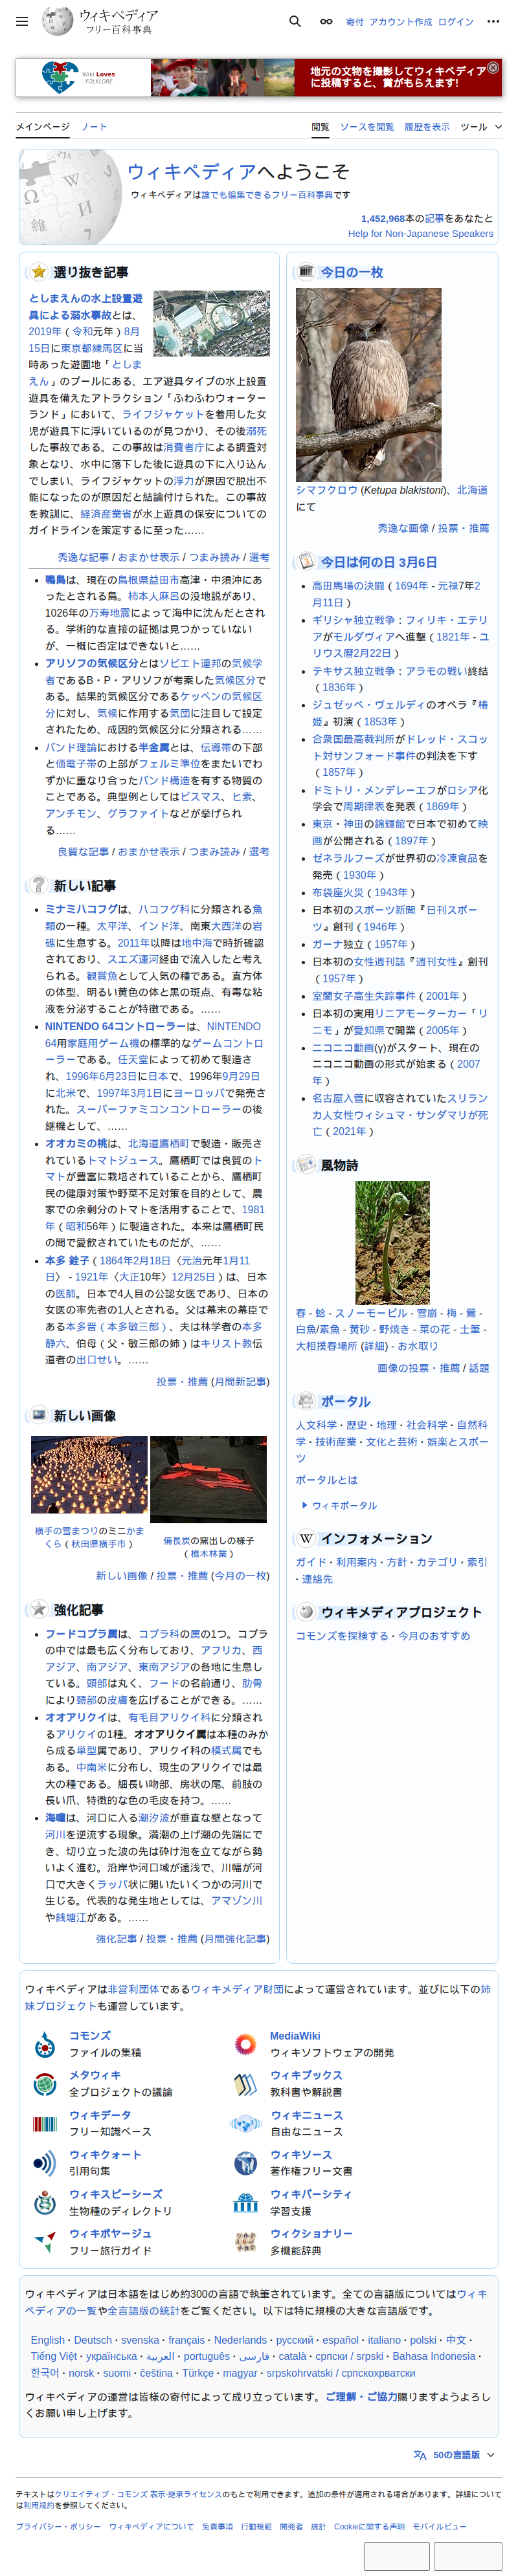 ウィキペディア
フリー百科事典
寄付 アカウント作成 ログイン
Wiki Loves
FOLKLORE
地元の文物を撮影してウィキペディア
に投稿すると、賞がもらえます!
メインページ ノート
閲覧 ソースを閲覧 履歴を表示 ツール
ウィキペディアへようこそ
ウィキペディアは誰でも編集できるフリー百科事典です
1,452,968本の記事をあなたと
Help for Non-Japanese Speakers
選り抜き記事
としまえんの水上設置遊
具による溺水事故とは、
2019年（令和元年）8月
15日に東京都練馬区に当
時あった遊園地「としま
えん」のプールにある、エア遊具タイプの水上設置遊
具を備えたアトラクション「ふわふわウォーター
ランド」において、ライフジャケットを着用した女
児が遊具下に浮いているのが見つかり、その後溺死
した事故である。この事故は消費者庁による調査対
象となり、水中に落下した後に遊具の下に入り込ん
でしまい、ライフジャケットの浮力が原因で脱出不
能になったのが原因だと結論付けられた。この事故
を教訓に、経済産業省が水上遊具の保安についての
ガイドラインを策定するに至った……
秀逸な記事 / おまかせ表示 / つまみ読み / 選考
鴨島は、現在の島根県益田市高津・中須沖にあ
ったとされる島。柿本人麻呂の没地説があり、
1026年の万寿地震によって海中に沈んだとされ
る。学術的な直接の証拠は見つかっていない
が、一概に否定はできないと……
アリソフの気候区分とはソビエト連邦の気候学
者であるB・P・アリソフが考案した気候区分で
ある。結果的気候区分であるケッペンの気候区
分に対し、気候に作用する気団に注目して設定
されたため、成因的気候区分に分類される……
バンド理論における半金属とは、伝導帯の下部
と価電子帯の上部がフェルミ準位をまたいでわ
ずかに重なり合ったバンド構造を有する物質の
ことである。典型例としてはビスマス、ヒ素、
アンチモン、グラファイトなどが挙げられ
る……
良質な記事 / おまかせ表示 / つまみ読み / 選考
新しい記事
ミナミハコフグは、ハコフグ科に分類される魚
類の一種。太平洋、インド洋、南東大西洋の岩
礁に生息する。2011年以降は地中海で時折確認
されており、スエズ運河経由で流入したと考え
られる。観賞魚として人気の種である。直方体
の体型、明るい黄色の体と黒の斑点、有毒な粘
液を分泌することが知られる。……
NINTENDO 64コントローラーは、NINTENDO
64用家庭用ゲーム機の標準的なゲームコントロ
ーラーである。任天堂によって初めて製造さ
れ、1996年6月23日に日本で、1996年9月29日
に北米で、1997年3月1日にヨーロッパで発売さ
れた。スーパーファミコンコントローラーの後
継機として、……
オオカミの桃は、北海道鷹栖町で製造・販売さ
れているトマトジュース。鷹栖町では良質のト
マトが豊富に栽培されていることから、鷹栖町
民の健康対策や野菜不足対策を目的として、農
家での余剰分のトマトを活用することで、1981
年（昭和56年）に製造された。本来は鷹栖町民
の間で愛飲されていたものだが、……
本多 銓子（1864年2月18日〈元治元年1月11
日〉 - 1921年〈大正10年〉12月25日）は、日本
の医師。日本で4人目の公認女医であり、日本の
女医の率先者の1人とされる。父は幕末の幕臣で
ある本多晋（本多敏三郎）、夫は林学者の本多
静六、伯母（父・敏三郎の姉）はキリスト教伝
道者の出口せい。……
投票・推薦 (月間新記事)
新しい画像
横手の雪まつりのミニかま
くら（秋田県横手市）
備長炭の窯出しの様子
（樵木林業）
新しい画像 / 投票・推薦 (今月の一枚)
強化記事
フードコブラ属は、コブラ科の属の1つ。コブラ
の中では最も広く分布しており、アフリカ、西
アジア、南アジア、東南アジアの各地に生息し
ている。頭部は丸く、フードの名前通り、肋骨
により頚部の皮膚を広げることができる。……
オオアリクイは、有毛目アリクイ科に分類され
るアリクイの1種。オオアリクイ属は本種のみか
ら成る単型属であり、アリクイ科の模式属でも
ある。中南米に分布し、現生のアリクイでは最
大の種である。細長い吻部、房状の尾、前肢の
長い爪、特徴的な色の毛皮を持つ。……
海嘯は、河口に入る潮汐波が垂直な壁となって
河川を逆流する現象。満潮の上げ潮の先端にで
き、切り立った波の先は砕け泡を立てながら勢
いよく進む。沿岸や河口域が遠浅で、川幅が河
口で大きくラッパ状に開いたいくつかの河川で
生じる。代表的な発生地としては、アマゾン川
や銭塘江がある。……
強化記事 / 投票・推薦 (月間強化記事)
今日の一枚
シマフクロウ (Ketupa blakistoni)、北海道
にて
秀逸な画像 / 投票・推薦
今日は何の日 3月6日
高田馬場の決闘（1694年 - 元禄7年2
月11日）
ギリシャ独立戦争：フィリキ・エテリ
アがモルダヴィアへ進撃（1821年 - ユ
リウス暦2月22日）
テキサス独立戦争：アラモの戦い終結
（1836年）
ジュゼッペ・ヴェルディのオペラ『椿
姫』初演（1853年）
合衆国最高裁判所がドレッド・スコッ
ト対サンフォード事件の判決を下す
（1857年）
ドミトリ・メンデレーエフがロシア化
学会で周期律表を発表（1869年）
東京・神田の錦輝館で日本で初めて映
画が公開される（1897年）
ゼネラルフーズが世界初の冷凍食品を
発売（1930年）
布袋座火災（1943年）
日本初のスポーツ新聞『日刊スポー
ツ』創刊（1946年）
ガーナ独立（1957年）
日本初の女性週刊誌『週刊女性』創刊
（1957年）
室蘭女子高生失踪事件（2001年）
日本初の実用リニアモーターカー「リ
ニモ」が愛知県で開業（2005年）
ニコニコ動画(γ)がスタート、現在の
ニコニコ動画の形式が始まる（2007
年）
名古屋入管に収容されていたスリラン
カ人女性ウィシュマ・サンダマリが死
亡（2021年）
風物詩
春 - 蛤 - スノーモービル - 雪崩 - 梅 - 鶯 -
白魚/素魚 - 黄砂 - 野焼き - 菜の花 - 土筆 -
大相撲春場所 (詳細) - お水取り
画像の投票・推薦 / 話題
ポータル
人文科学・歴史・地理・社会科学・自然科
学・技術産業・文化と芸術・娯楽とスポー
ツ
ポータルとは
ウィキポータル
インフォメーション
ガイド・利用案内・方針・カテゴリ・索引
・連絡先
ウィキメディアプロジェクト
コモンズを探検する・今月のおすすめ
ウィキペディアは非営利団体であるウィキメディア財団によって運営されています。並びに以下の姉
妹プロジェクトも運営しています。
コモンズ
ファイルの集積
MediaWiki
ウィキソフトウェアの開発
メタウィキ
全プロジェクトの議論
ウィキブックス
教科書や解説書
ウィキデータ
フリー知識ベース
ウィキニュース
自由なニュース
ウィキクォート
引用句集
ウィキソース
著作権フリー文書
ウィキスピーシーズ
生物種のディレクトリ
ウィキバーシティ
学習支援
ウィキボヤージュ
フリー旅行ガイド
ウィクショナリー
多機能辞典
ウィキペディアは日本語をはじめ約300の言語で執筆されています。全ての言語版についてはウィキ
ペディアの一覧や全言語版の統計をご覧ください。以下は特に規模の大きな言語版です。
English・Deutsch・svenska・français・Nederlands・русский・español・italiano・polski・中文・
Tiếng Việt・українська・العربية・português・فارسی・català・српски / srpski・Bahasa Indonesia・
한국어・norsk・suomi・čeština・Türkçe・magyar・srpskohrvatski / српскохрватски
ウィキペディアの運営は皆様の寄付によって成り立っています。ご理解・ご協力賜りますようよろし
くお願い申し上げます。
50の言語版
テキストはクリエイティブ・コモンズ 表示-継承ライセンスのもとで利用できます。追加の条件が適用される場合があります。詳細について
は利用規約を参照してください。
プライバシー・ポリシー ウィキペディアについて 免責事項 行動規範 開発者 統計 Cookieに関する声明 モバイルビュー